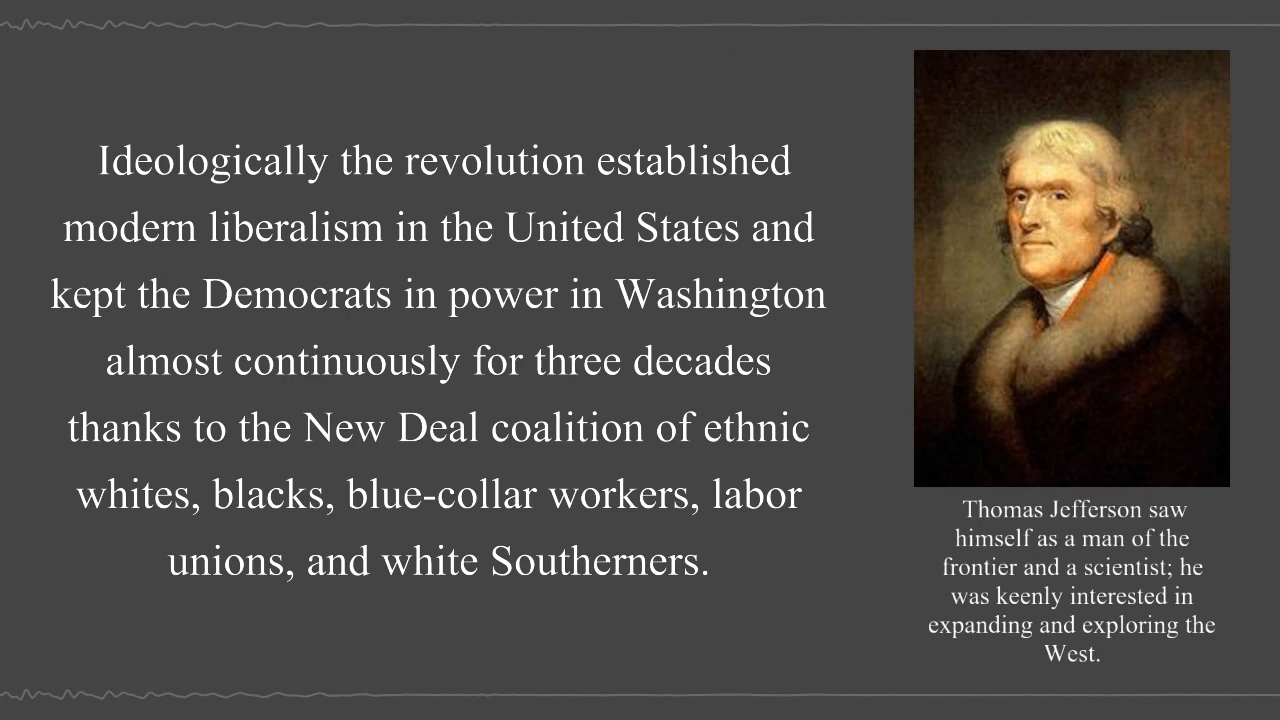 Ideologically the revolution established
modern liberalism in the United States and
kept the Democrats in power in Washington
almost continuously for three decades
thanks to the New Deal coalition of ethnic
whites, blacks, blue-collar workers, labor
unions, and white Southerners.
Thomas Jefferson saw
himself as a man of the
frontier and a scientist; he
was keenly interested in
expanding and exploring the
West.